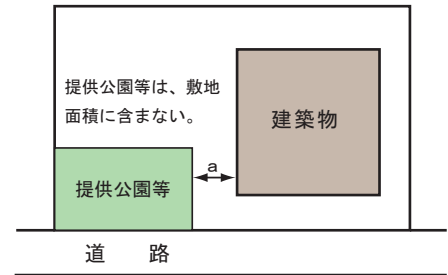 提供公園等は、敷地
面積に含まない。
建築物
a
提供公園等
道 路